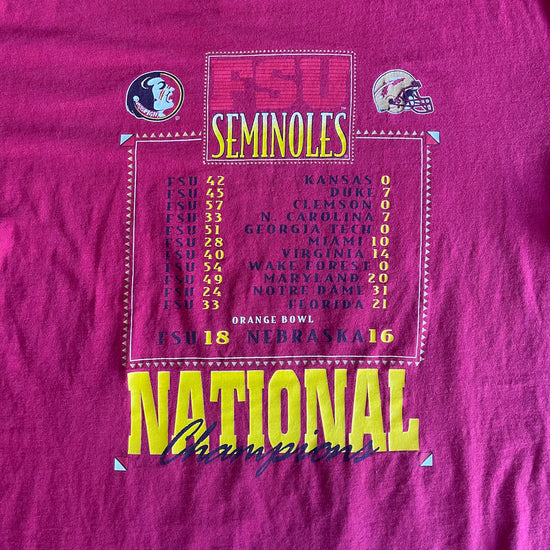 FSU
SEMINOLES
FSU 42 KANSAS 0
FSU 45 DUKE 7
FSU 57 CLEMSON 0
FSU 33 N. CAROLINA 7
FSU 51 GEORGIA TECH 0
FSU 28 MIAMI 10
FSU 40 VIRGINIA 14
FSU 54 WAKE FOREST 0
FSU 49 MARYLAND 20
FSU 24 NOTRE DAME 31
FSU 33 FLORIDA 21
ORANGE BOWL
FSU 18 NEBRASKA 16
NATIONAL
Champions